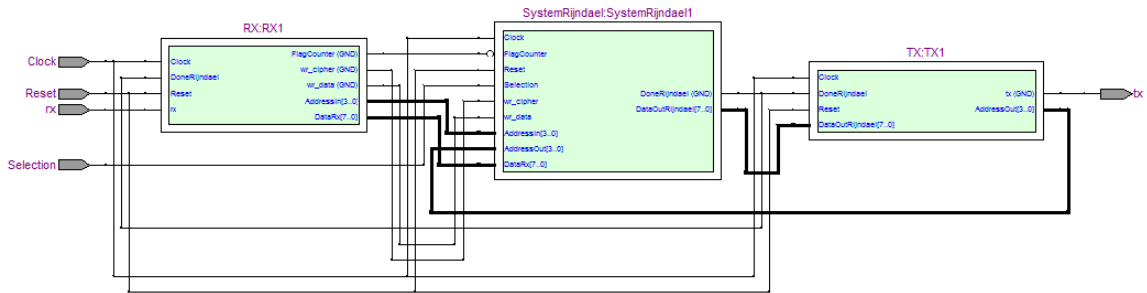 SystemRijndael:SystemRijndael1
RX:RX1
TX:TX1
Clock
Reset
rx
Selection
Clock
DoneRijndael
Reset
rx
FlagCounter (GND)
wr_cipher (GND)
wr_data (GND)
AddressIn[3..0]
DataRx[7..0]
Clock
FlagCounter
Reset
Selection
wr_cipher
wr_data
AddressIn[3..0]
AddressOut[3..0]
DataRx[7..0]
DoneRijndael (GND)
DataOutRijndael[7..0]
Clock
DoneRijndael
Reset
DataOutRijndael[7..0]
tx (GND)
AddressOut[3..0]
tx